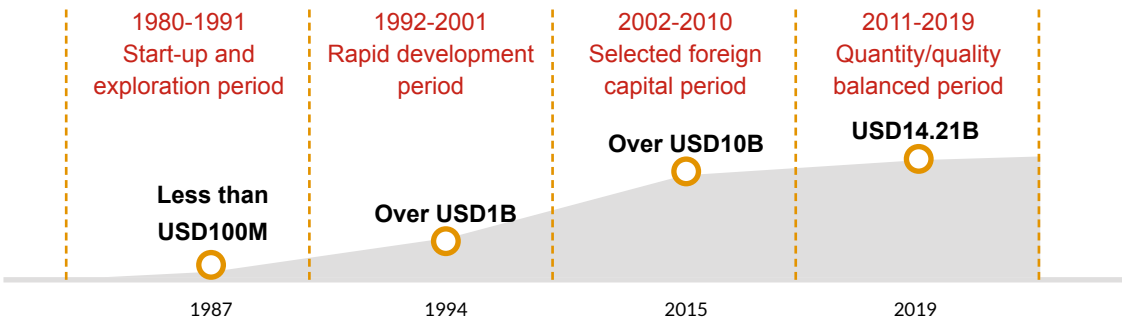 1980-1991
Start-up and
exploration period
1992-2001
Rapid development
period
2002-2010
Selected foreign
capital period
2011-2019
Quantity/quality
balanced period
Less than
USD100M
Over USD1B
Over USD10B
USD14.21B
1987
1994
2015
2019